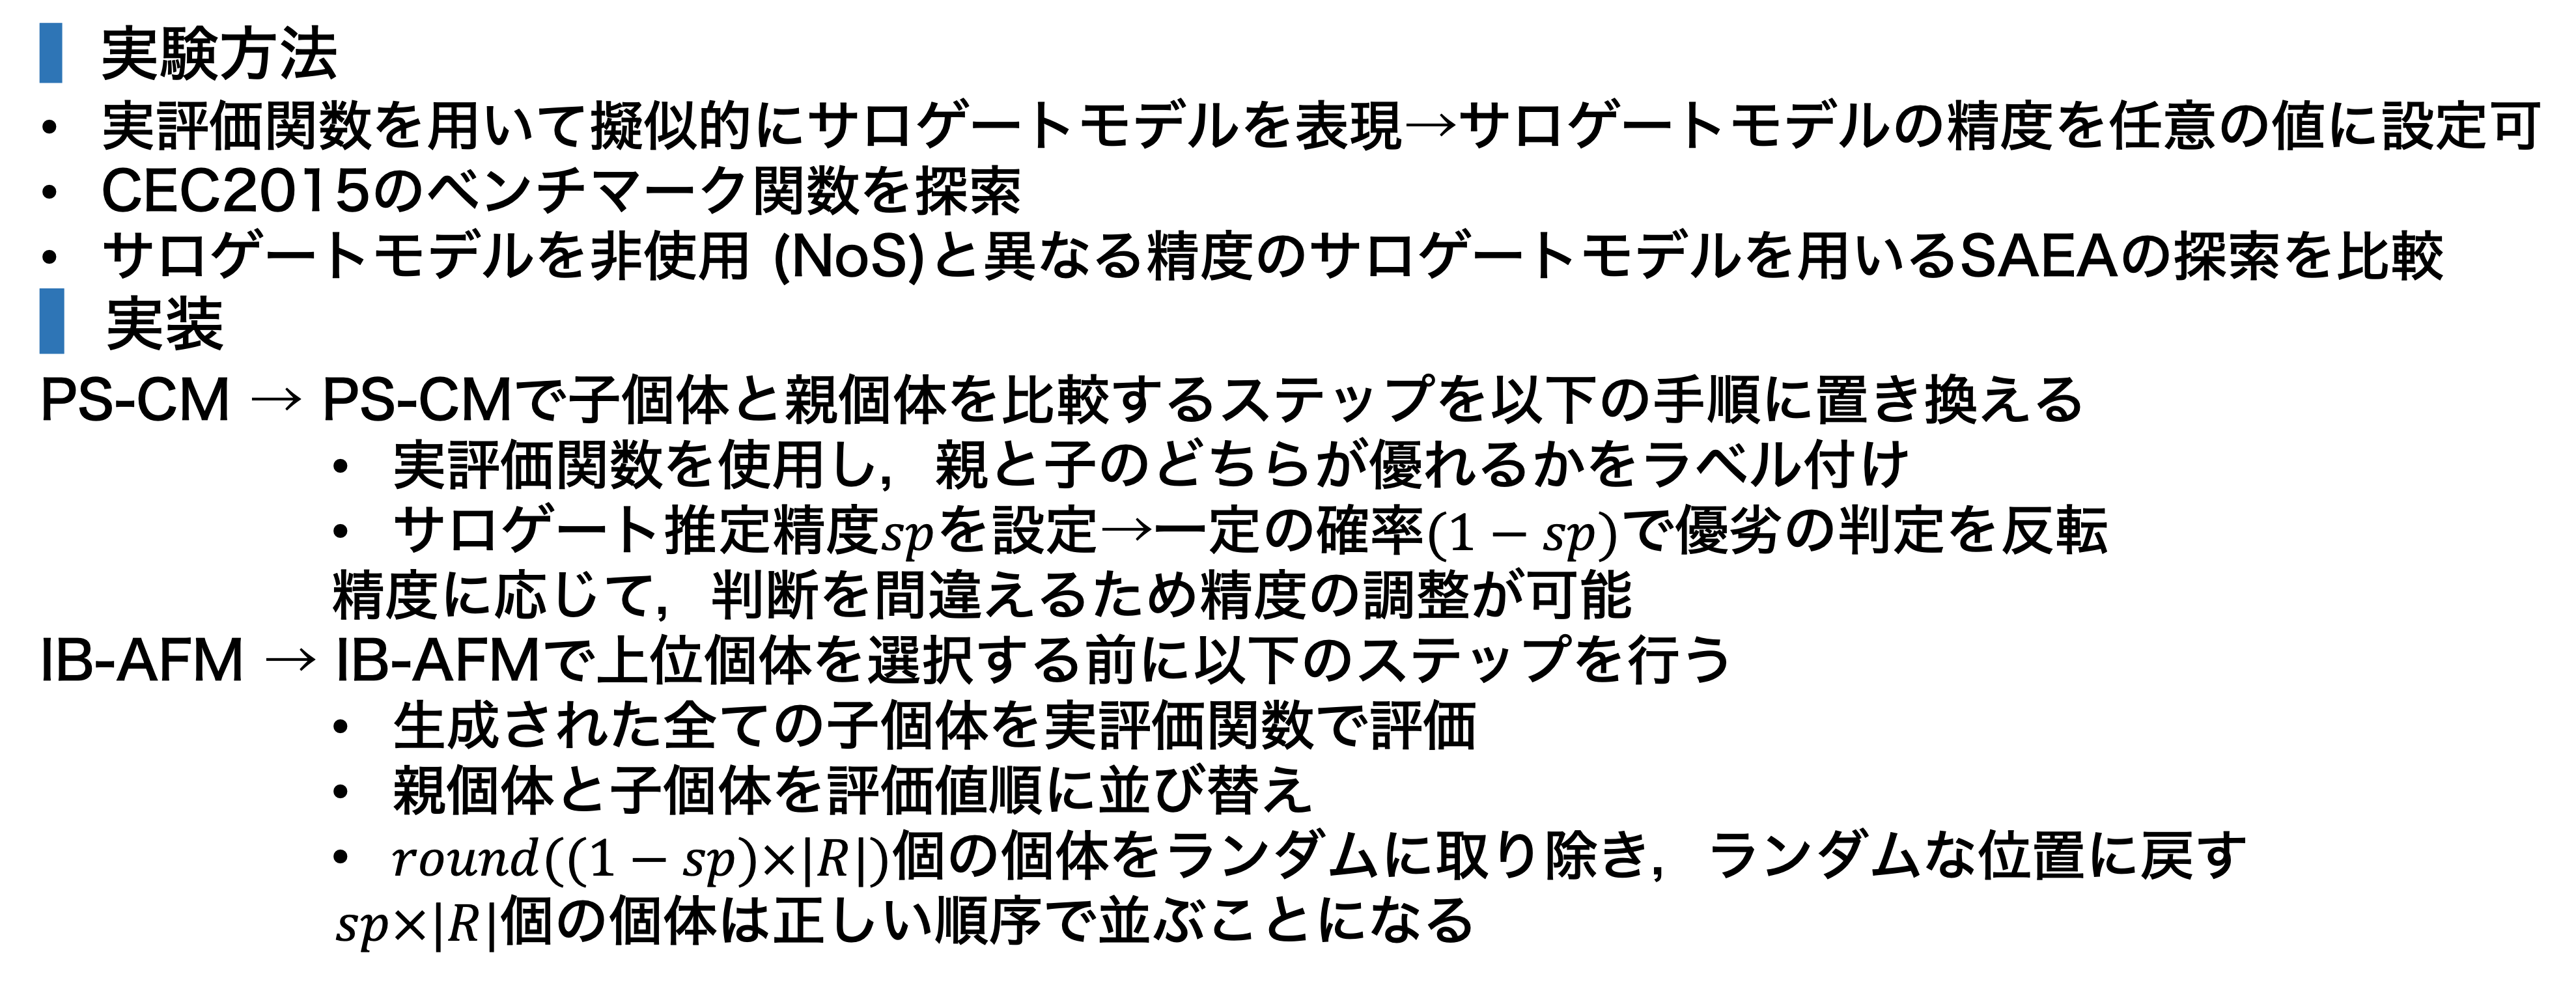 実験方法
• 実評価関数を用いて擬似的にサロゲートモデルを表現→サロゲートモデルの精度を任意の値に設定可
• CEC2015のベンチマーク関数を探索
• サロゲートモデルを非使用 (NoS)と異なる精度のサロゲートモデルを用いるSAEAの探索を比較
実装
PS-CM → PS-CMで子個体と親個体を比較するステップを以下の手順に置き換える
• 実評価関数を使用し，親と子のどちらが優れるかをラベル付け
• サロゲート推定精度spを設定→一定の確率(1 − sp)で優劣の判定を反転
精度に応じて，判断を間違えるため精度の調整が可能
IB-AFM → IB-AFMで上位個体を選択する前に以下のステップを行う
• 生成された全ての子個体を実評価関数で評価
• 親個体と子個体を評価値順に並び替え
• round((1 − sp)×|R|)個の個体をランダムに取り除き，ランダムな位置に戻す
sp×|R|個の個体は正しい順序で並ぶことになる